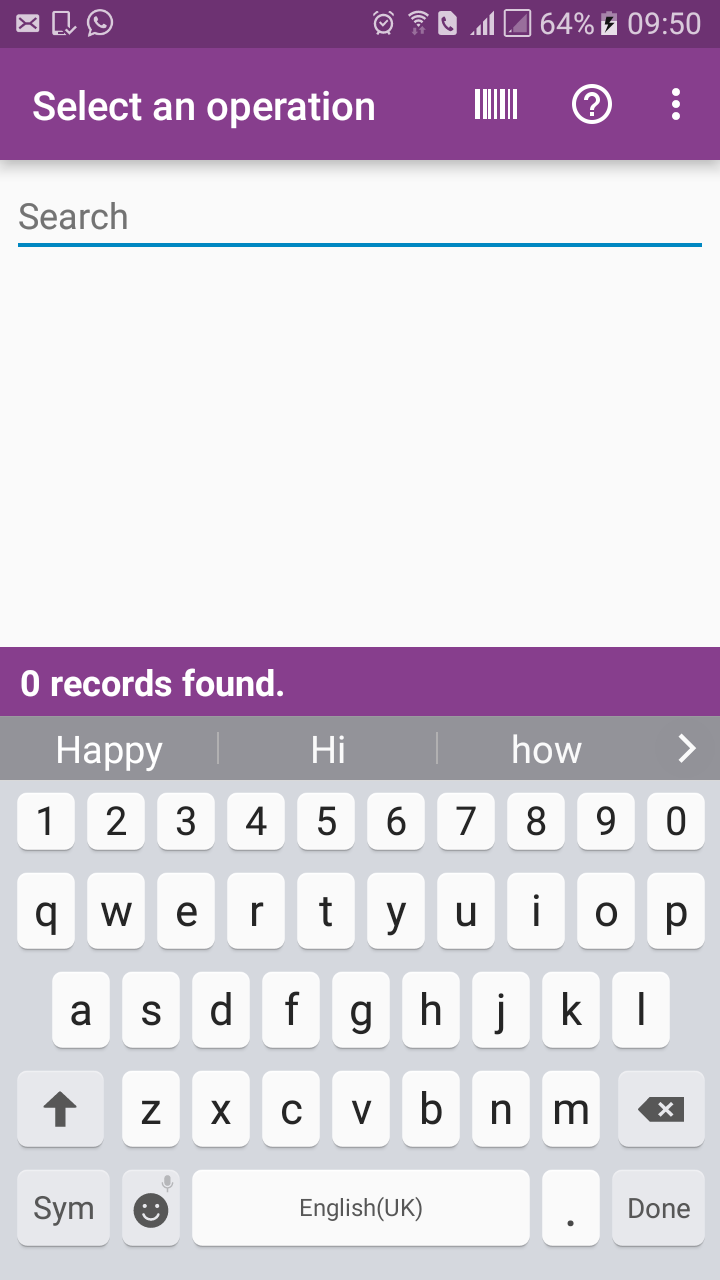 64% 09:50
Select an operation
Search
0 records found.
Happy Hi how
1 2 3 4 5 6 7 8 9 0
q w e r t y u i o p
a s d f g h j k l
z x c v b n m
Sym English(UK) . Done